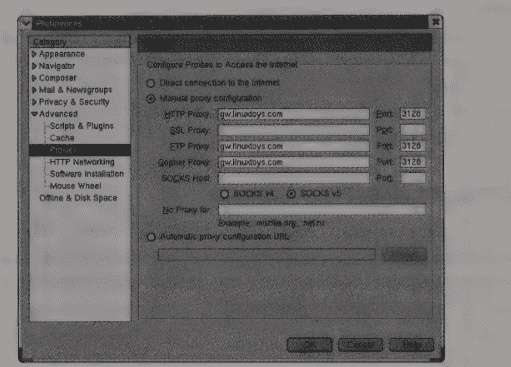 Preferences
Category
Appearance
Navigator
Composer
Mail & Newsgroups
Privacy & Security
Advanced
Scripts & Plugins
Cache
Proxies
HTTP Networking
Software Installation
Mouse Wheel
Offline & Disk Space
Configure Proxies to Access the Internet
Direct connection to the Internet
Manual proxy configuration
HTTP Proxy: gw.linuxtoys.com Port: 3128
SSL Proxy: Port:
FTP Proxy: gw.linuxtoys.com Port: 3128
Gopher Proxy: gw.linuxtoys.com Port: 3128
SOCKS Host: Port:
SOCKS v4 SOCKS v5
No Proxy for:
Example: .mozilla.org, .net.nz
Automatic proxy configuration URL:
OK Cancel Help